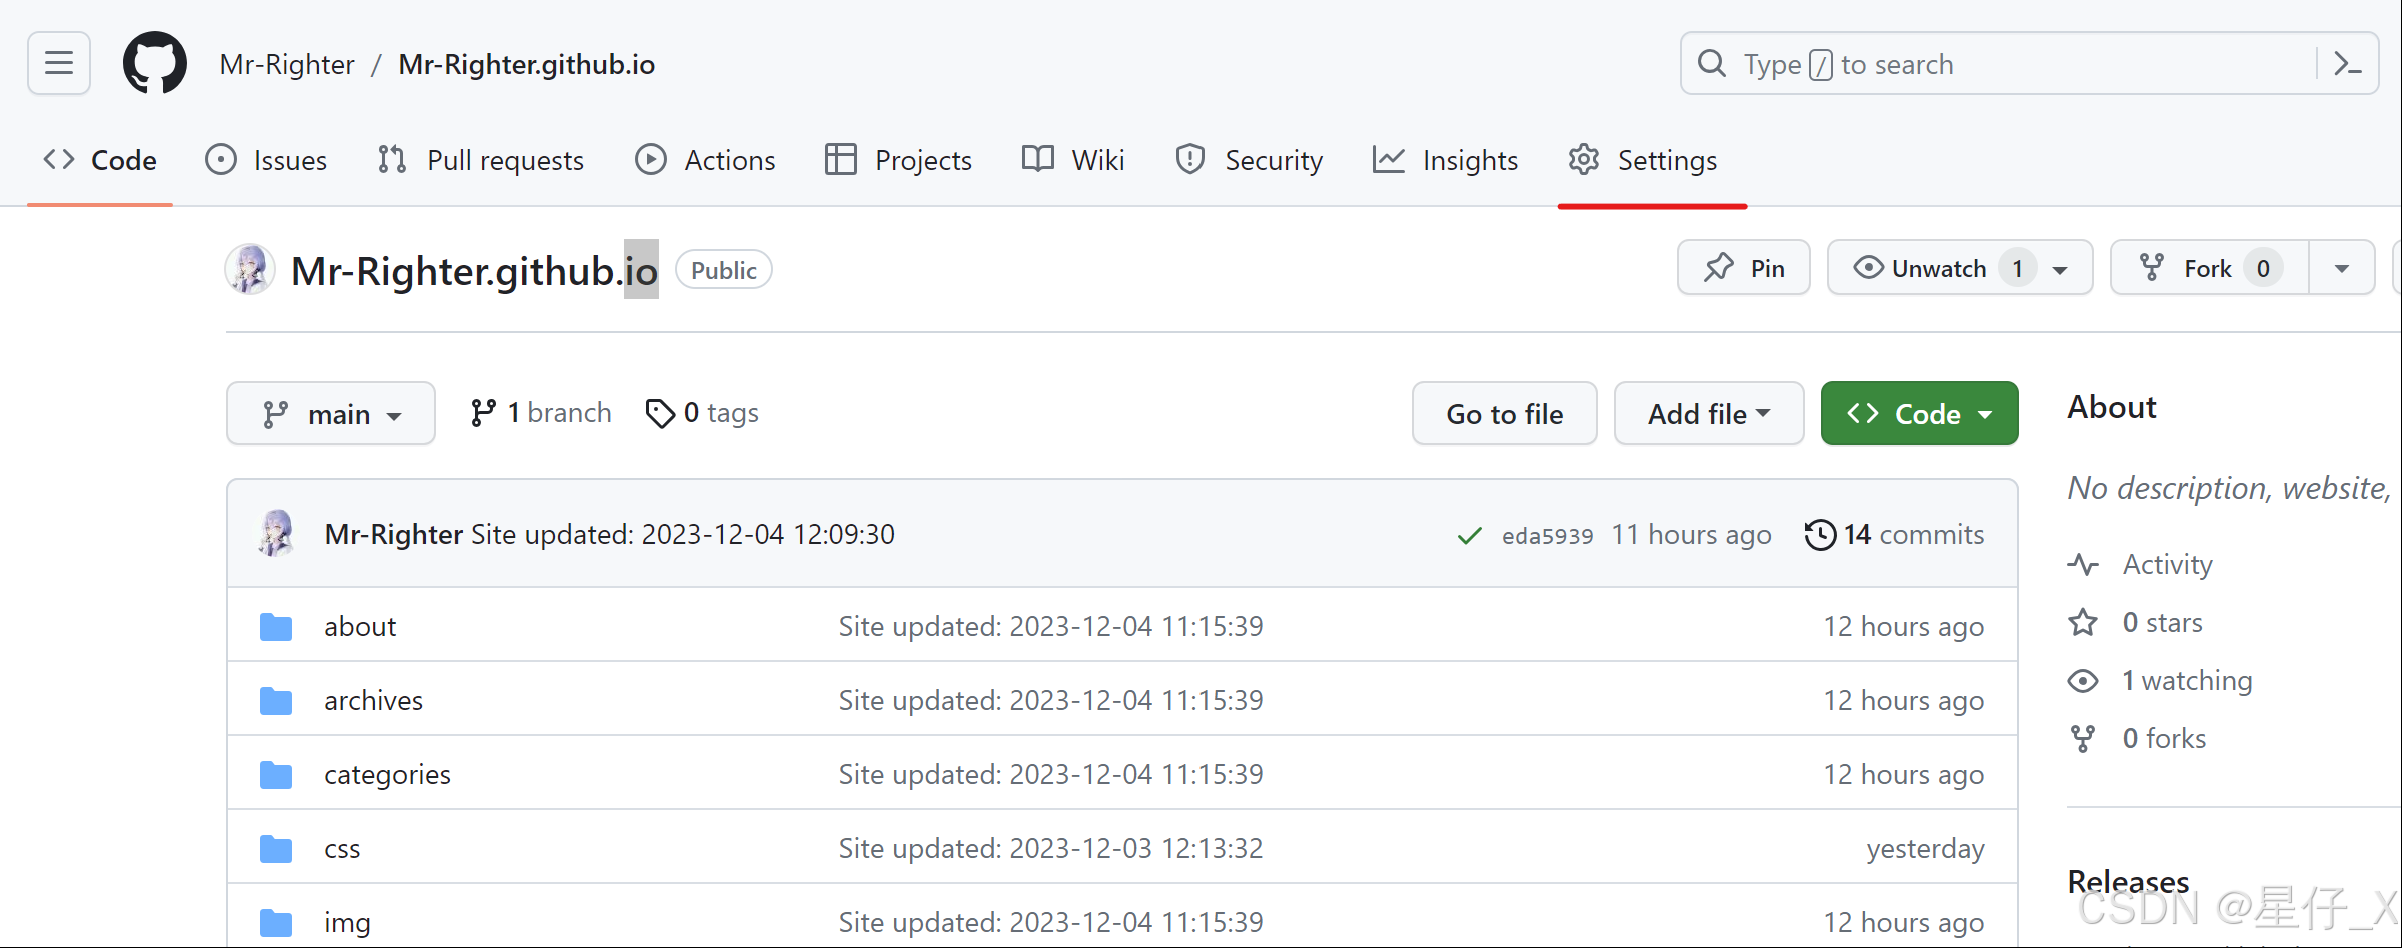 Mr-Righter / Mr-Righter.github.io
Type / to search
Code Issues Pull requests Actions Projects Wiki Security Insights Settings
Mr-Righter.github.io Public
Pin Unwatch 1 Fork 0
main 1 branch 0 tags
Go to file Add file Code
About
No description, website,
Mr-Righter Site updated: 2023-12-04 12:09:30 eda5939 11 hours ago 14 commits
Activity
about Site updated: 2023-12-04 11:15:39 12 hours ago
0 stars
archives Site updated: 2023-12-04 11:15:39 12 hours ago
1 watching
0 forks
categories Site updated: 2023-12-04 11:15:39 12 hours ago
css Site updated: 2023-12-03 12:13:32 yesterday
Releases
img Site updated: 2023-12-04 11:15:39 12 hours ago
CSDN @星仔_X